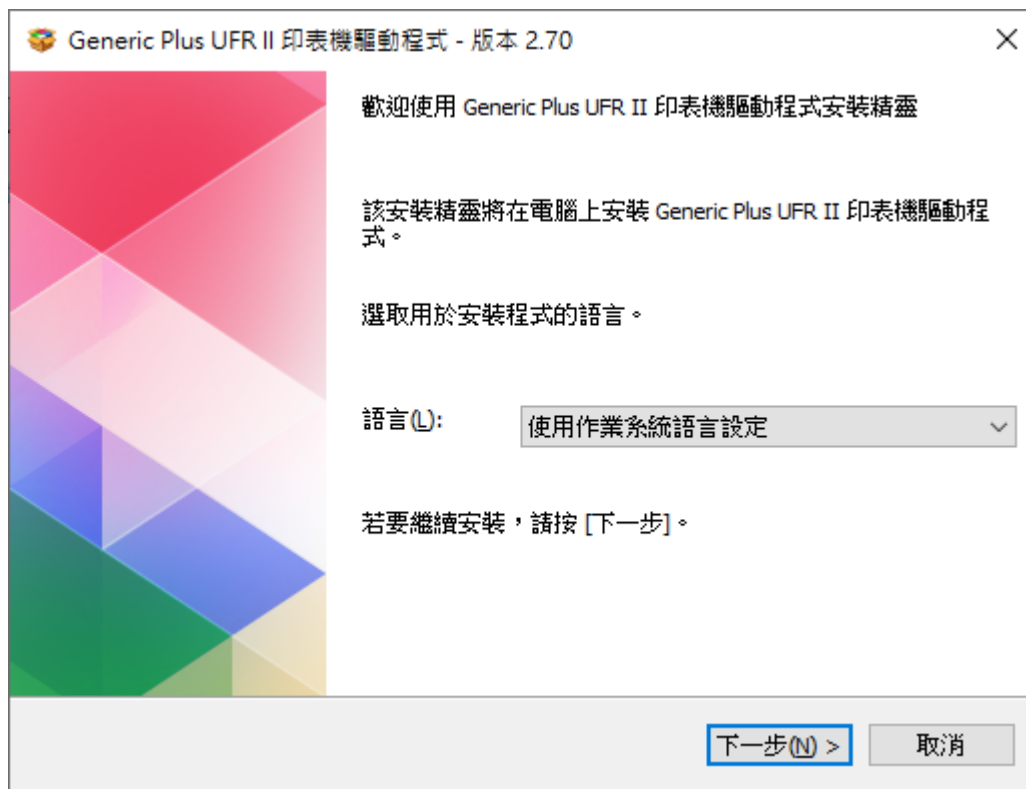 Generic Plus UFR II 印表機驅動程式 - 版本 2.70
歡迎使用 Generic Plus UFR II 印表機驅動程式安裝精靈
該安裝精靈將在電腦上安裝 Generic Plus UFR II 印表機驅動程
式。
選取用於安裝程式的語言。
語言(L):
使用作業系統語言設定
若要繼續安裝，請按 [下一步]。
下一步(N) >
取消